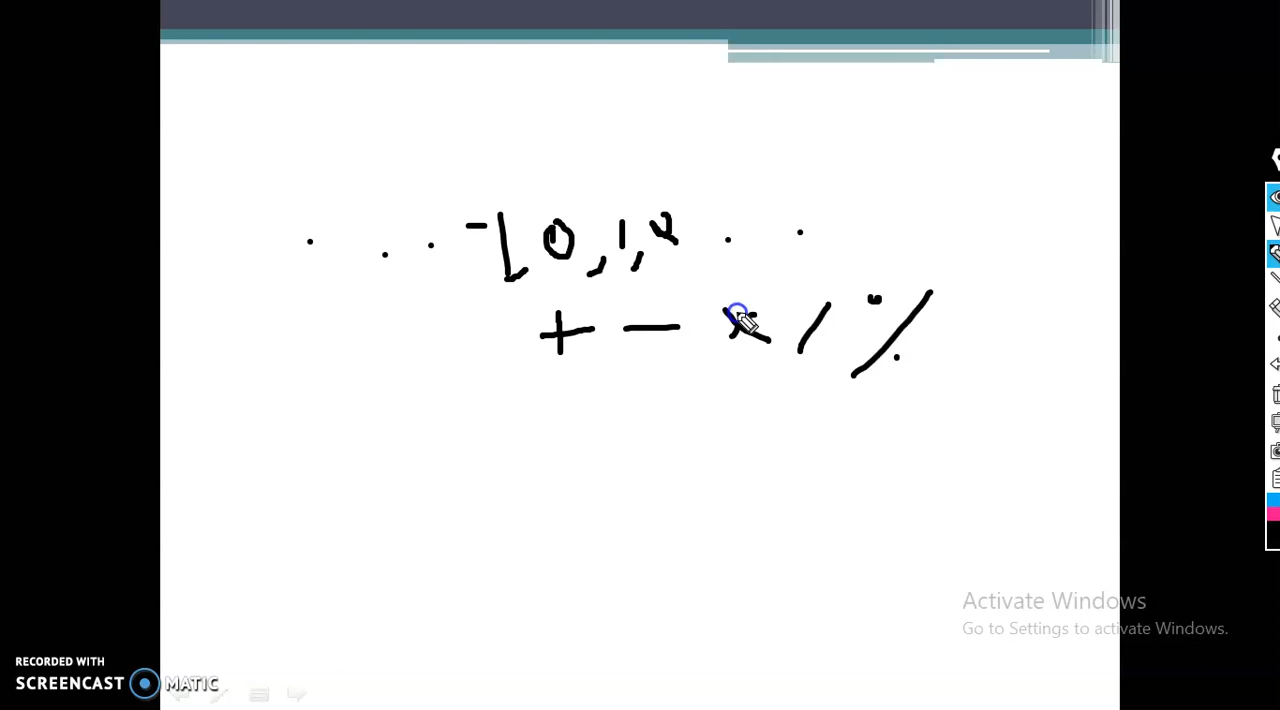 . . . -1, 0, 1, 2 . .
+ - × / %
Activate Windows
Go to Settings to activate Windows.
RECORDED WITH
SCREENCAST MATIC